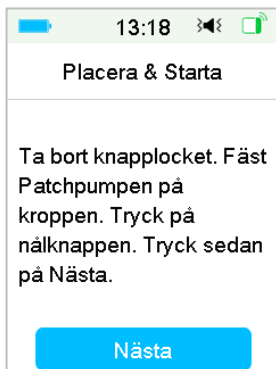 13:18
Placera & Starta
Ta bort knapplocket. Fäst
Patchpumpen på
kroppen. Tryck på
nålknappen. Tryck sedan
på Nästa.
Nästa